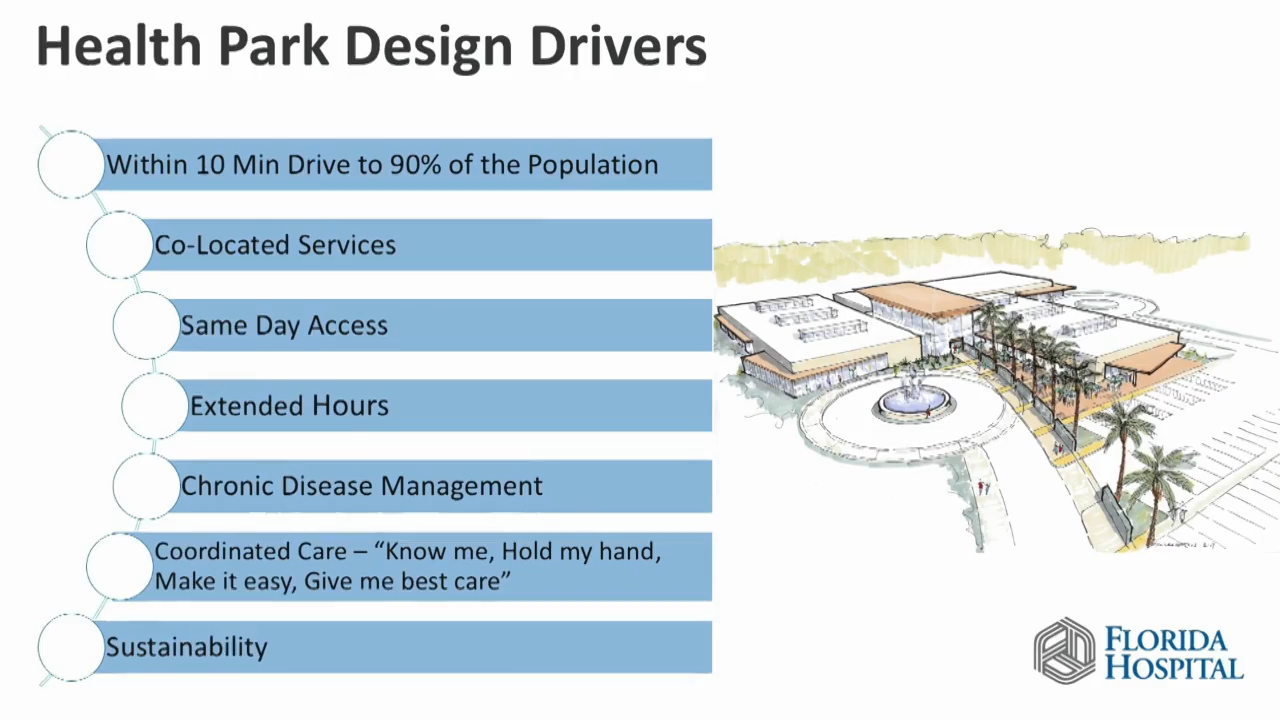 Health Park Design Drivers
Within 10 Min Drive to 90% of the Population
Co-Located Services
Same Day Access
Extended Hours
Chronic Disease Management
Coordinated Care – “Know me, Hold my hand,
Make it easy, Give me best care”
Sustainability
FLORIDA
HOSPITAL